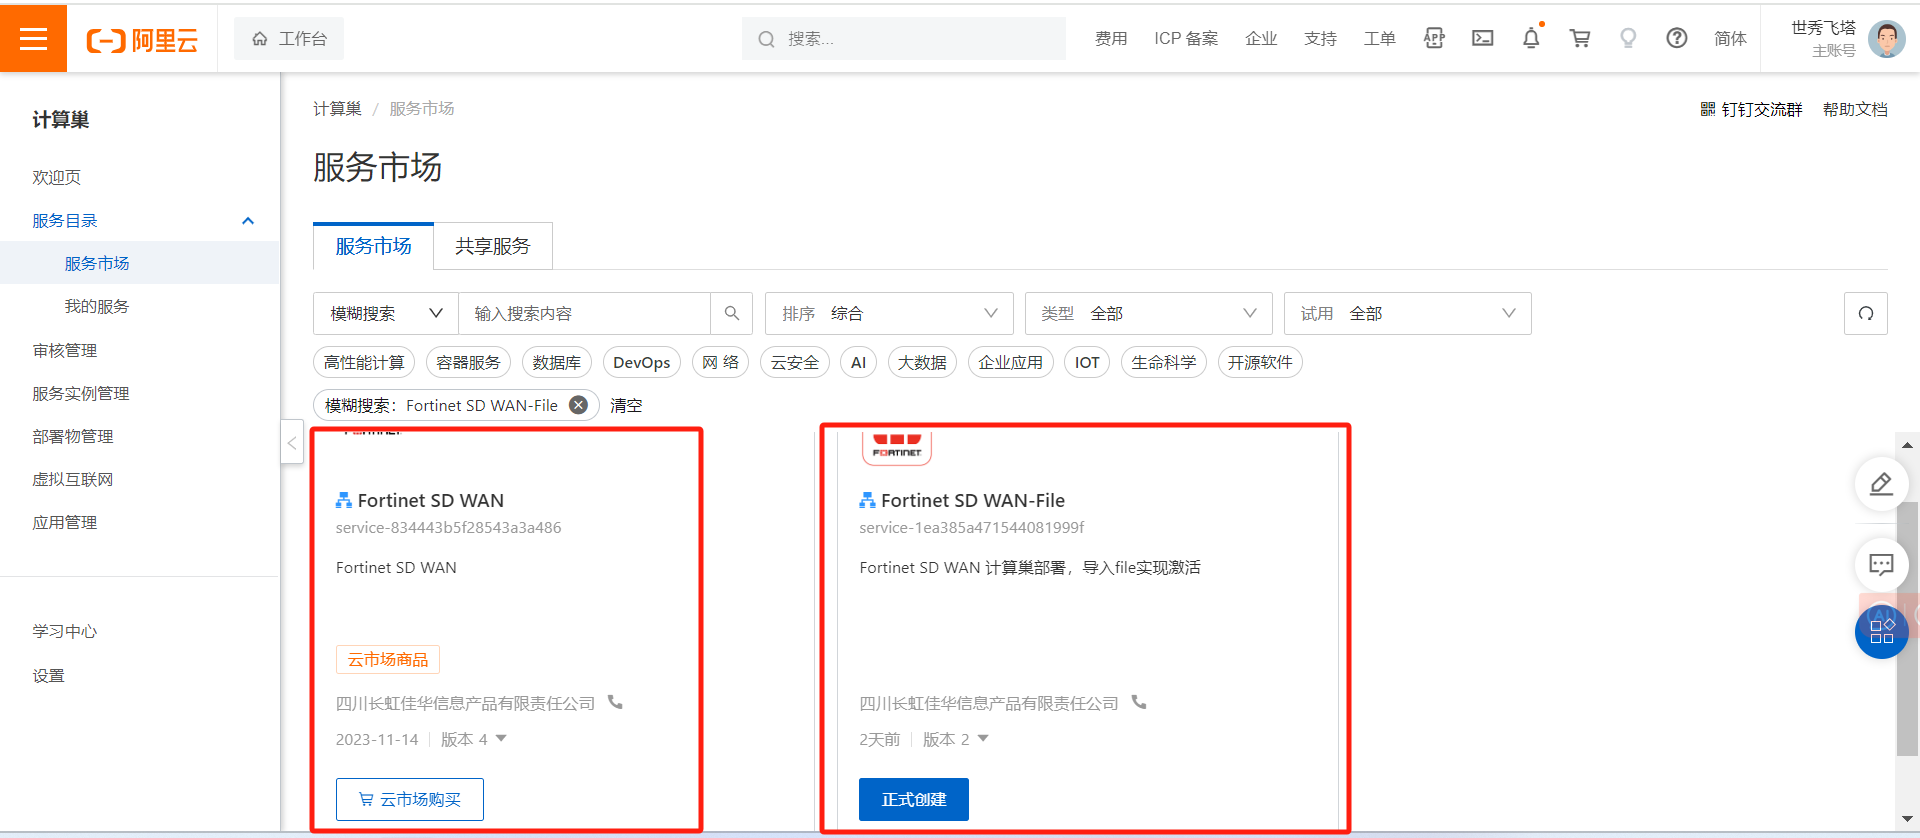 阿里云
工作台
搜索...
费用
ICP 备案
企业
支持
工单
APP
简体
世秀飞塔
主账号
计算巢
欢迎页
服务目录
服务市场
我的服务
审核管理
服务实例管理
部署物管理
虚拟互联网
应用管理
学习中心
设置
计算巢 / 服务市场
钉钉交流群
帮助文档
服务市场
服务市场
共享服务
模糊搜索
输入搜索内容
排序 综合
类型 全部
试用 全部
高性能计算
容器服务
数据库
DevOps
网 络
云安全
AI
大数据
企业应用
IOT
生命科学
开源软件
模糊搜索：Fortinet SD WAN-File
清空
Fortinet SD WAN
service-834443b5f28543a3a486
Fortinet SD WAN
云市场商品
四川长虹佳华信息产品有限责任公司
2023-11-14 版本 4
云市场购买
FORTINET
Fortinet SD WAN-File
service-1ea385a471544081999f
Fortinet SD WAN 计算巢部署，导入file实现激活
四川长虹佳华信息产品有限责任公司
2天前 版本 2
正式创建
AI